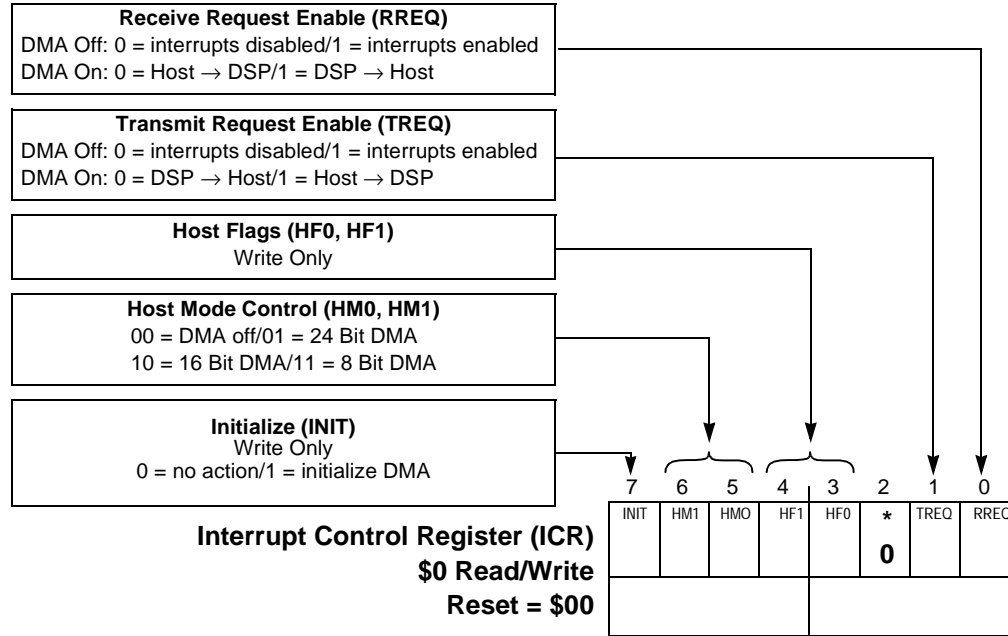 Receive Request Enable (RREQ)
DMA Off: 0 = interrupts disabled/1 = interrupts enabled
DMA On: 0 = Host → DSP/1 = DSP → Host
Transmit Request Enable (TREQ)
DMA Off: 0 = interrupts disabled/1 = interrupts enabled
DMA On: 0 = DSP → Host/1 = Host → DSP
Host Flags (HF0, HF1)
Write Only
Host Mode Control (HM0, HM1)
00 = DMA off/01 = 24 Bit DMA
10 = 16 Bit DMA/11 = 8 Bit DMA
Initialize (INIT)
Write Only
0 = no action/1 = initialize DMA
7 6 5 4 3 2 1 0
INIT HM1 HMO HF1 HF0 * TREQ RREQ
0
Interrupt Control Register (ICR)
$0 Read/Write
Reset = $00